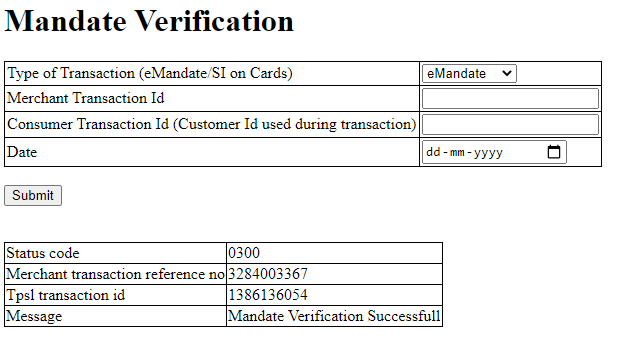 Mandate Verification
Type of Transaction (eMandate/SI on Cards) eMandate
Merchant Transaction Id
Consumer Transaction Id (Customer Id used during transaction)
Date dd-mm-yyyy
Submit
Status code 0300
Merchant transaction reference no 3284003367
Tpsl transaction id 1386136054
Message Mandate Verification Successfull